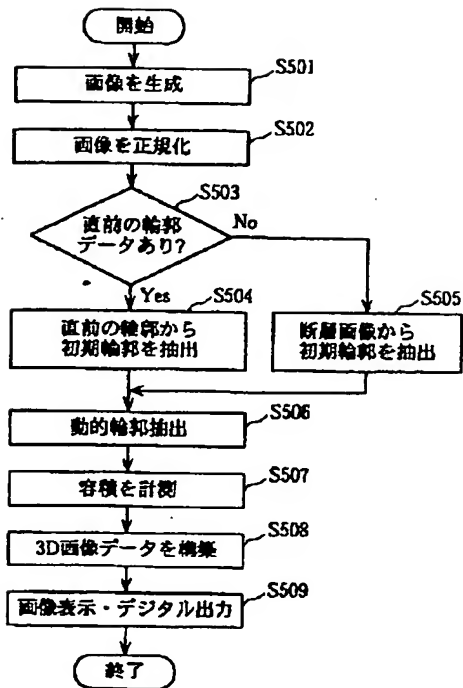 開始
S501
画像を生成
S502
画像を正規化
S503
直前の輪郭
データあり?
No
Yes
S504
直前の輪郭から
初期輪郭を抽出
S505
断層画像から
初期輪郭を抽出
S506
動的輪郭抽出
S507
容積を計測
S508
3D画像データを構築
S509
画像表示・デジタル出力
終了